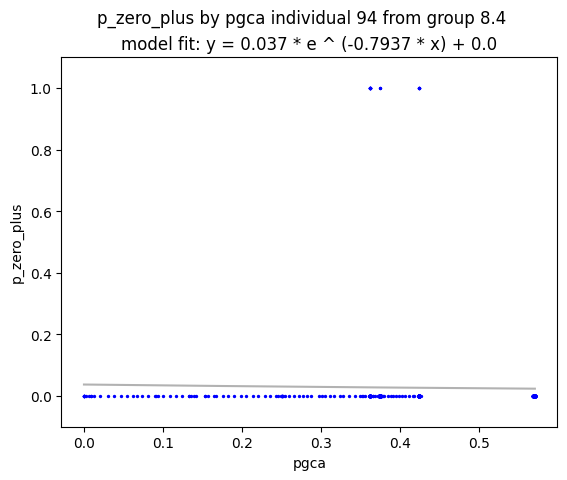 p_zero_plus by pgca individual 94 from group 8.4
model fit: y = 0.037 * e ^ (-0.7937 * x) + 0.0
1.0
0.8
0.6
0.4
0.2
0.0
p_zero_plus
0.0 0.1 0.2 0.3 0.4 0.5
pgca